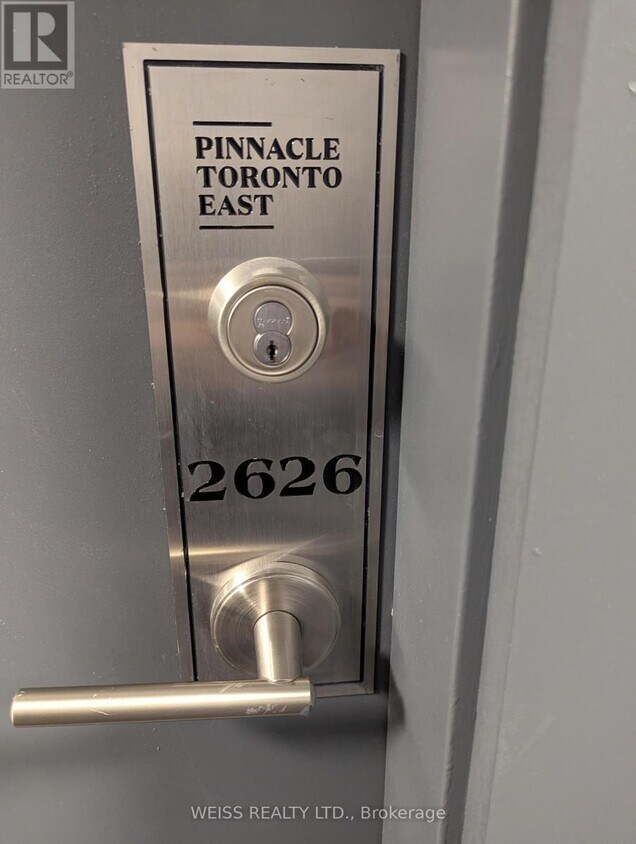 R
REALTOR®
PINNACLE
TORONTO
EAST
2626
WEISS REALTY LTD., Brokerage